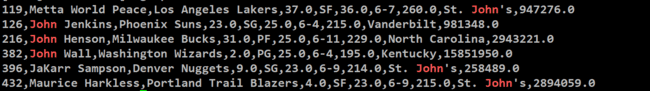 119,Metta World Peace,Los Angeles Lakers,37.0,SF,36.0,6-7,260.0,St. John's,947276.0
126,John Jenkins,Phoenix Suns,23.0,SG,25.0,6-4,215.0,Vanderbilt,981348.0
216,John Henson,Milwaukee Bucks,31.0,PF,25.0,6-11,229.0,North Carolina,2943221.0
382,John Wall,Washington Wizards,2.0,PG,25.0,6-4,195.0,Kentucky,15851950.0
396,JaKarr Sampson,Denver Nuggets,9.0,SG,23.0,6-9,214.0,St. John's,258489.0
432,Maurice Harkless,Portland Trail Blazers,4.0,SF,23.0,6-9,215.0,St. John's,2894059.0